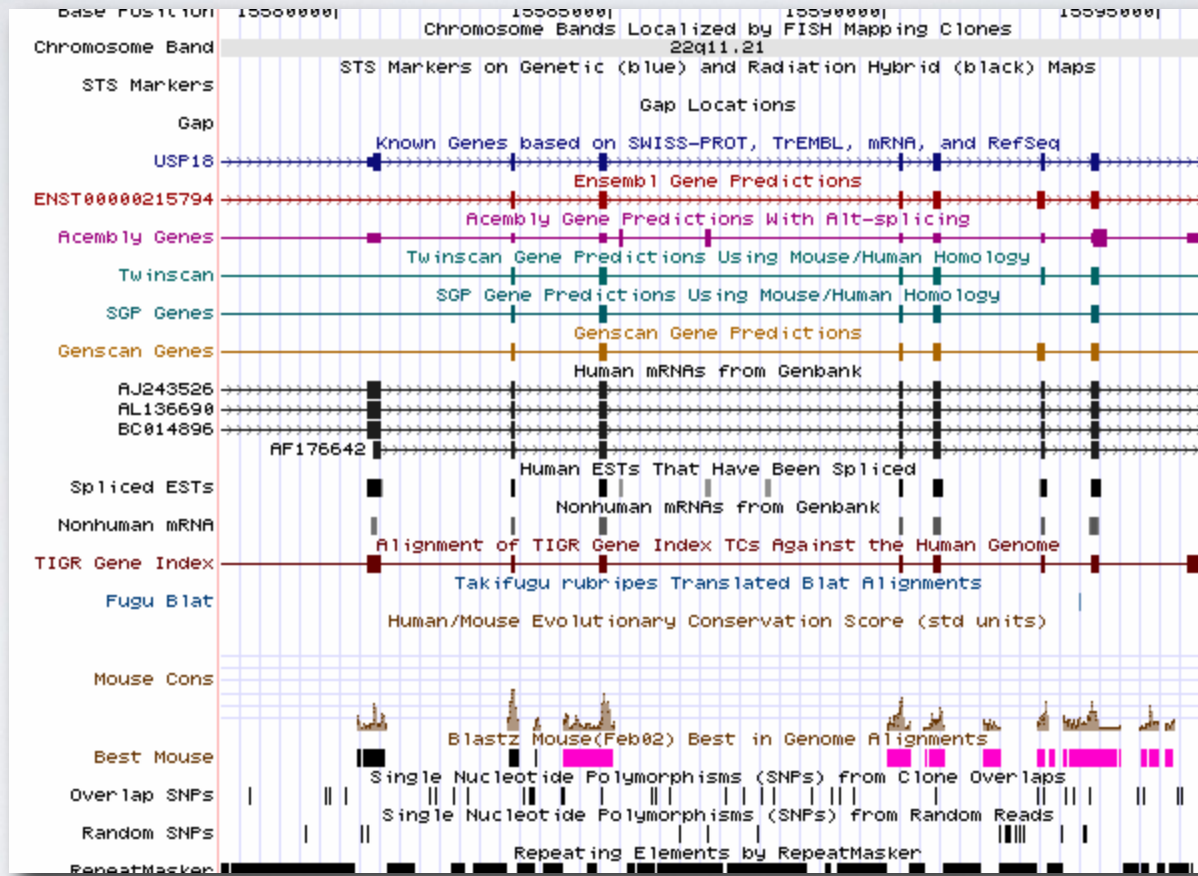 Base Position 15580000| 15585000| 15590000| 15595000|
Chromosome Bands Localized by FISH Mapping Clones
Chromosome Band 22q11.21
STS Markers on Genetic (blue) and Radiation Hybrid (black) Maps
STS Markers
Gap Locations
Gap
Known Genes based on SWISS-PROT, TrEMBL, mRNA, and RefSeq
USP18
Ensembl Gene Predictions
ENST00000215794
Acembly Gene Predictions With Alt-splicing
Acembly Genes
Twinscan Gene Predictions Using Mouse/Human Homology
Twinscan
SGP Gene Predictions Using Mouse/Human Homology
SGP Genes
Genscan Gene Predictions
Genscan Genes
Human mRNAs from Genbank
AJ243526
AL136690
BC014896
AF176642
Human ESTs That Have Been Spliced
Spliced ESTs
Nonhuman mRNAs from Genbank
Nonhuman mRNA
Alignment of TIGR Gene Index TCs Against the Human Genome
TIGR Gene Index
Takifugu rubripes Translated Blat Alignments
Fugu Blat
Human/Mouse Evolutionary Conservation Score (std units)
Mouse Cons
Blastz Mouse(Feb02) Best in Genome Alignments
Best Mouse
Single Nucleotide Polymorphisms (SNPs) from Clone Overlaps
Overlap SNPs
Single Nucleotide Polymorphisms (SNPs) from Random Reads
Random SNPs
Repeating Elements by RepeatMasker
RepeatMasker